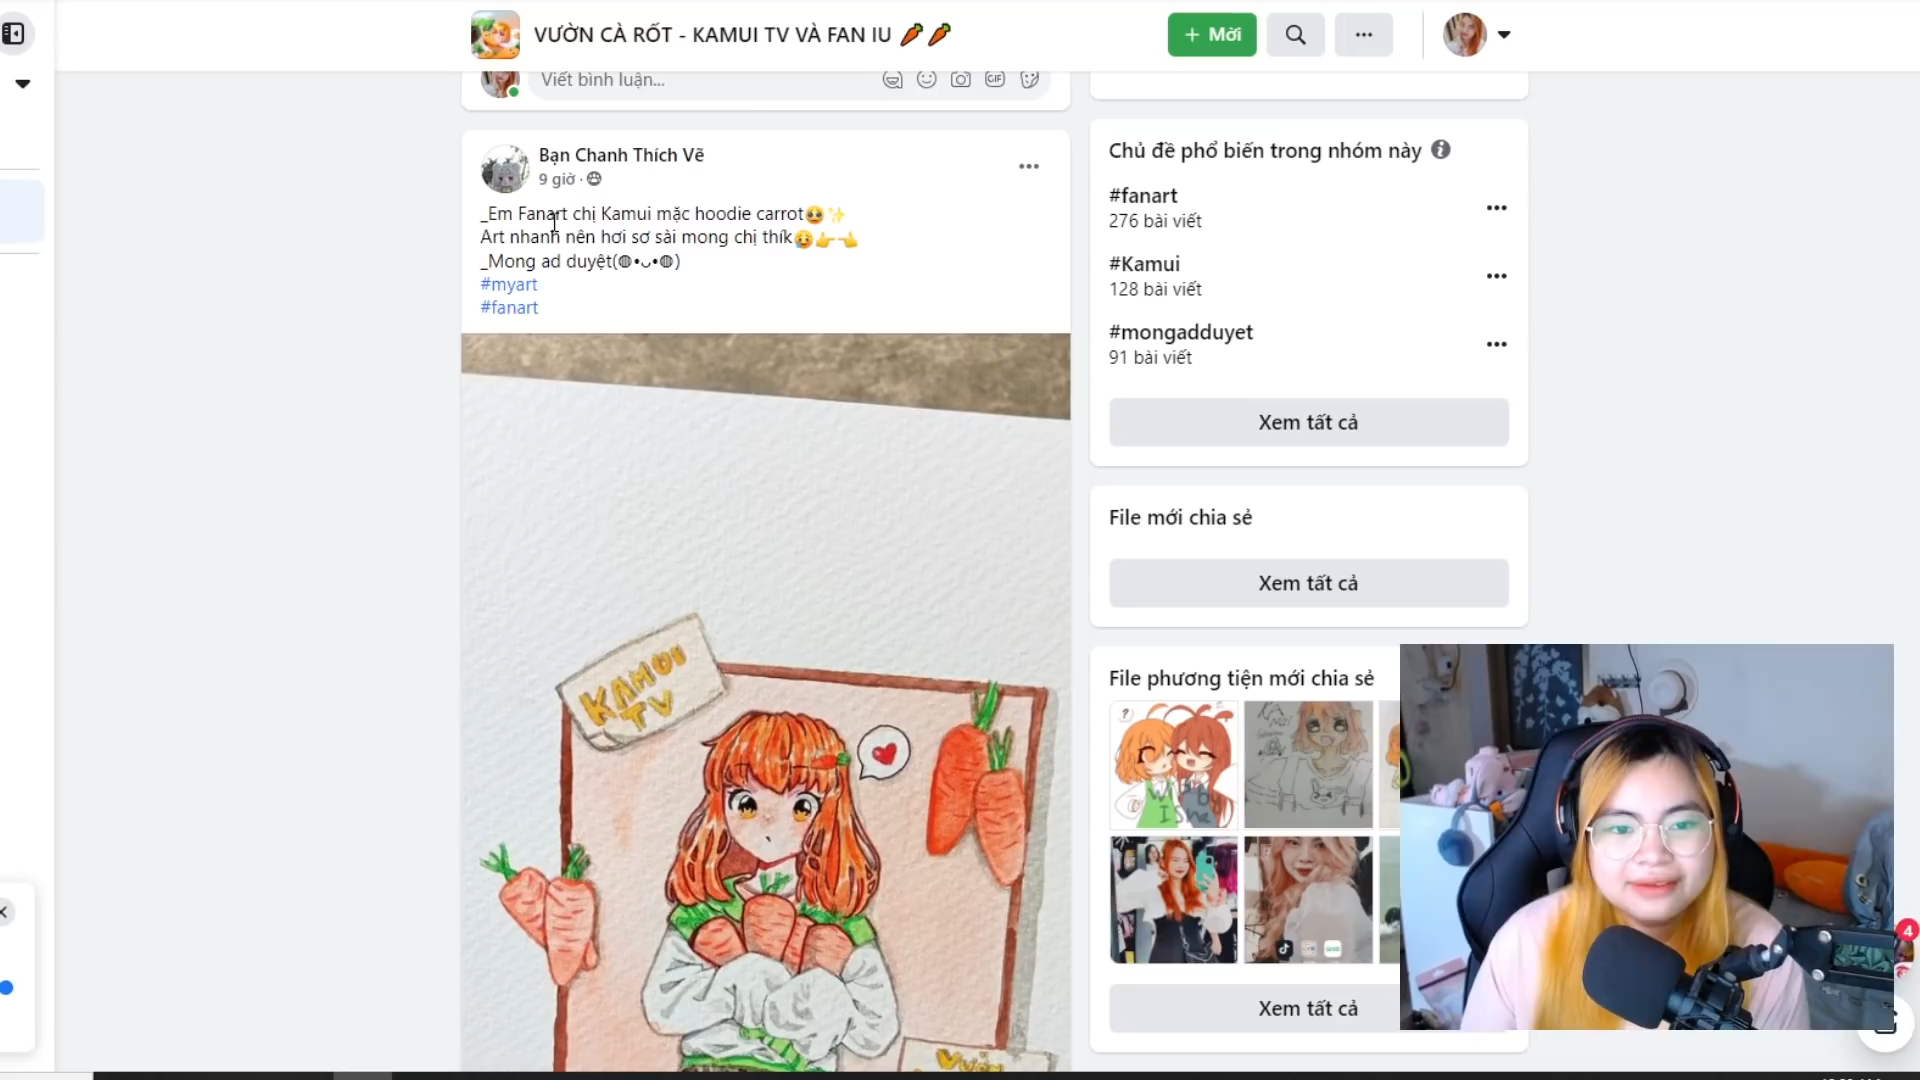 VƯỜN CÀ RỐT - KAMUI TV VÀ FAN IU 🥕🥕
+ Mời
Viết bình luận...
GIF
Bạn Chanh Thích Vẽ
9 giờ ·
_Em Fanart chị Kamui mặc hoodie carrot🥹✨
Art nhanh nên hơi sơ sài mong chị thík😥👉👈
_Mong ad duyệt(◍•ᴗ•◍)
#myart
#fanart
KAMUI
TV
Vườn
Chủ đề phổ biến trong nhóm này
#fanart
276 bài viết
#Kamui
128 bài viết
#mongadduyet
91 bài viết
Xem tất cả
File mới chia sẻ
Xem tất cả
File phương tiện mới chia sẻ
Xem tất cả
4